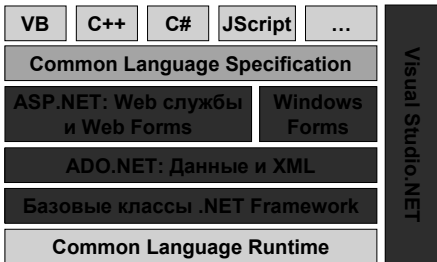 VB C++ C# JScript …
Common Language Specification
ASP.NET: Web службы
и Web Forms
Windows
Forms
ADO.NET: Данные и XML
Базовые классы .NET Framework
Common Language Runtime
Visual Studio.NET